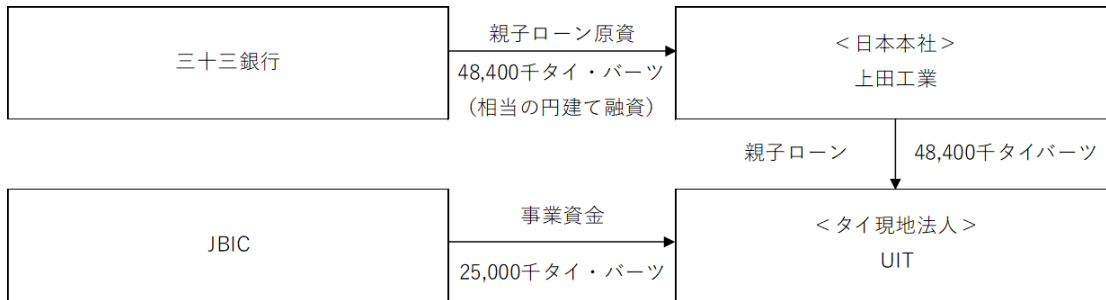 三十三銀行
親子ローン原資
48,400千タイ・バーツ
（相当の円建て融資）
＜日本本社＞
上田工業
親子ローン
48,400千タイバーツ
JBIC
事業資金
25,000千タイ・バーツ
＜タイ現地法人＞
UIT